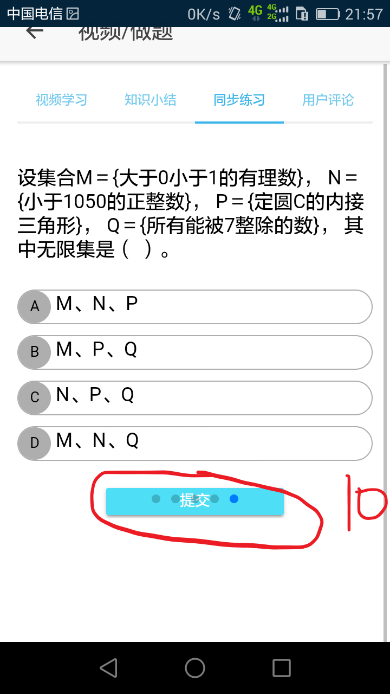 中国电信 0K/s 4G 4G 2G 21:57
视频/做题
视频学习 知识小结 同步练习 用户评论
设集合M＝{大于0小于1的有理数}， N＝
{小于1050的正整数}， P＝{定圆C的内接
三角形}， Q＝{所有能被7整除的数}， 其
中无限集是（ ）。
A M、N、P
B M、P、Q
C N、P、Q
D M、N、Q
提交
10